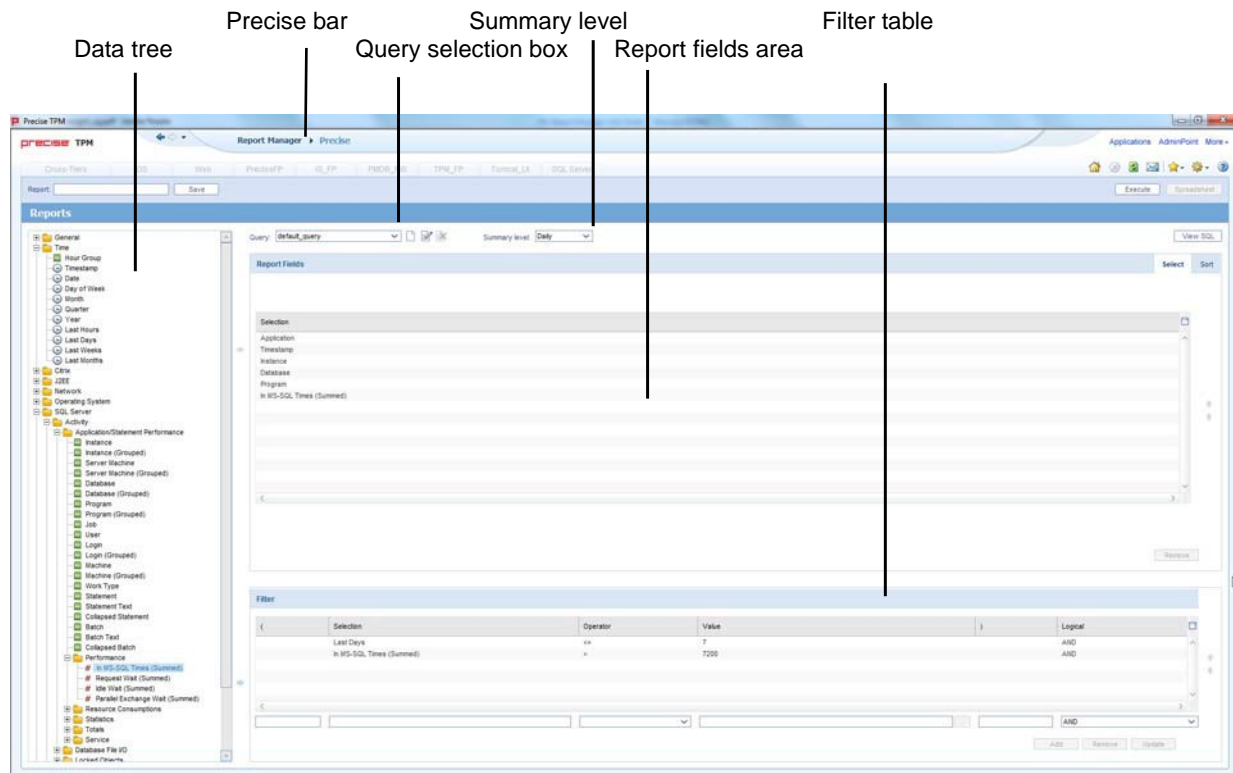 Precise bar
Summary level
Filter table
Data tree
Query selection box
Report fields area
Precise TPM
precise TPM
Report Manager
Precise
Applications AdminPoint More
Cross-Tiers
Web
SQL Server
Report:
Save
Execute
Spreadsheet
Reports
General
Time
Hour Group
Timestamp
Date
Day of Week
Month
Quarter
Year
Last Hours
Last Days
Last Weeks
Last Months
Citrix
J2EE
Network
Operating System
SQL Server
Activity
Application/Statement Performance
Instance
Instance (Grouped)
Server Machine
Server Machine (Grouped)
Database
Database (Grouped)
Program
Program (Grouped)
Job
User
Login
Login (Grouped)
Machine
Machine (Grouped)
Work Type
Statement
Statement Text
Collapsed Statement
Batch
Batch Text
Collapsed Batch
Performance
# In MS-SQL Times (Summed)
# Request Wait (Summed)
# Idle Wait (Summed)
# Parallel Exchange Wait (Summed)
Resource Consumptions
Statistics
Totals
Service
Database File I/O
Locked Objects
Query: default_query
Summary level: Daily
View SQL
Report Fields
Select Sort
Selection
Application
Timestamp
Instance
Database
Program
In MS-SQL Times (Summed)
Remove
Filter
( Selection Operator Value ) Logical
Last Days <= 7 AND
In MS-SQL Times (Summed) 7200 AND
AND
Add Remove Update